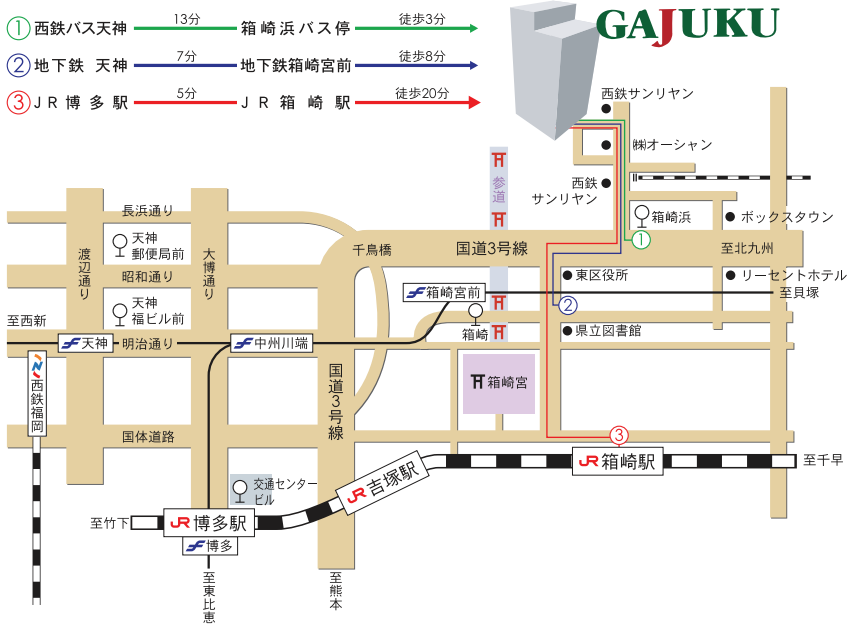 ① 西鉄バス天神 13分 箱崎浜バス停 徒歩3分
② 地下鉄 天神 7分 地下鉄箱崎宮前 徒歩8分
③ JR博多駅 5分 JR箱崎駅 徒歩20分
GAJUKU
西鉄サンリヤン
㈱オーシャン
西鉄
サンリヤン
参道
長浜通り
天神
郵便局前
渡辺通り
大博通り
昭和通り
天神
福ビル前
千鳥橋
国道3号線
箱崎浜
①
ボックスタウン
至北九州
東区役所
リーセントホテル
箱崎宮前
②
至貝塚
箱崎
県立図書館
至西新
天神
明治通り
中州川端
西鉄福岡
国道3号線
箱崎宮
国体道路
③
JR箱崎駅
至千早
JR吉塚駅
交通センター
ビル
至竹下
JR博多駅
博多
至東比恵
至熊本